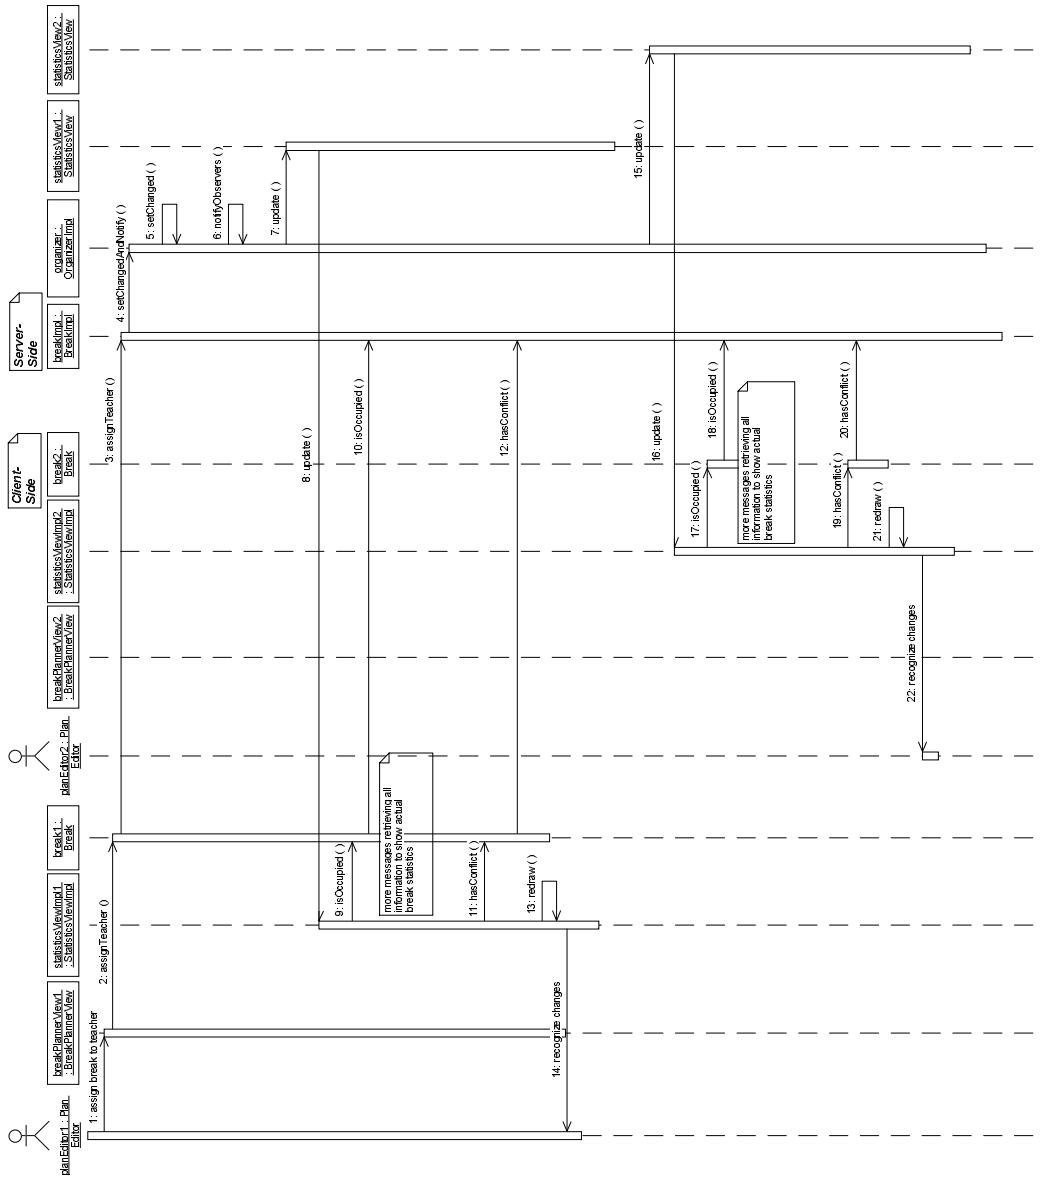 planEditor1 : Plan
Editor
breakPlannerView1
: BreakPlannerView
statisticsViewImpl1
: StatisticsViewImpl
break1 :
Break
planEditor2 : Plan
Editor
breakPlannerView2
: BreakPlannerView
statisticsViewImpl2
: StatisticsViewImpl
break2 :
Break
breakImpl :
BreakImpl
organizer :
OrganizerImpl
statisticsView1 :
StatisticsView
statisticsView2 :
StatisticsView
Client-
Side
Server-
Side
1: assign break to teacher
2: assignTeacher ()
3: assignTeacher ()
4: setChangedAndNotify ( )
5: setChanged ( )
6: notifyObservers ( )
7: update ( )
8: update ( )
9: isOccupied ( )
10: isOccupied ( )
more messages retrieving all
information to show actual
break statistics
11: hasConflict ( )
12: hasConflict ( )
13: redraw ( )
14: recognize changes
15: update ( )
16: update ( )
17: isOccupied ( )
18: isOccupied ( )
more messages retrieving all
information to show actual
break statistics
19: hasConflict ( )
20: hasConflict ( )
21: redraw ( )
22: recognize changes